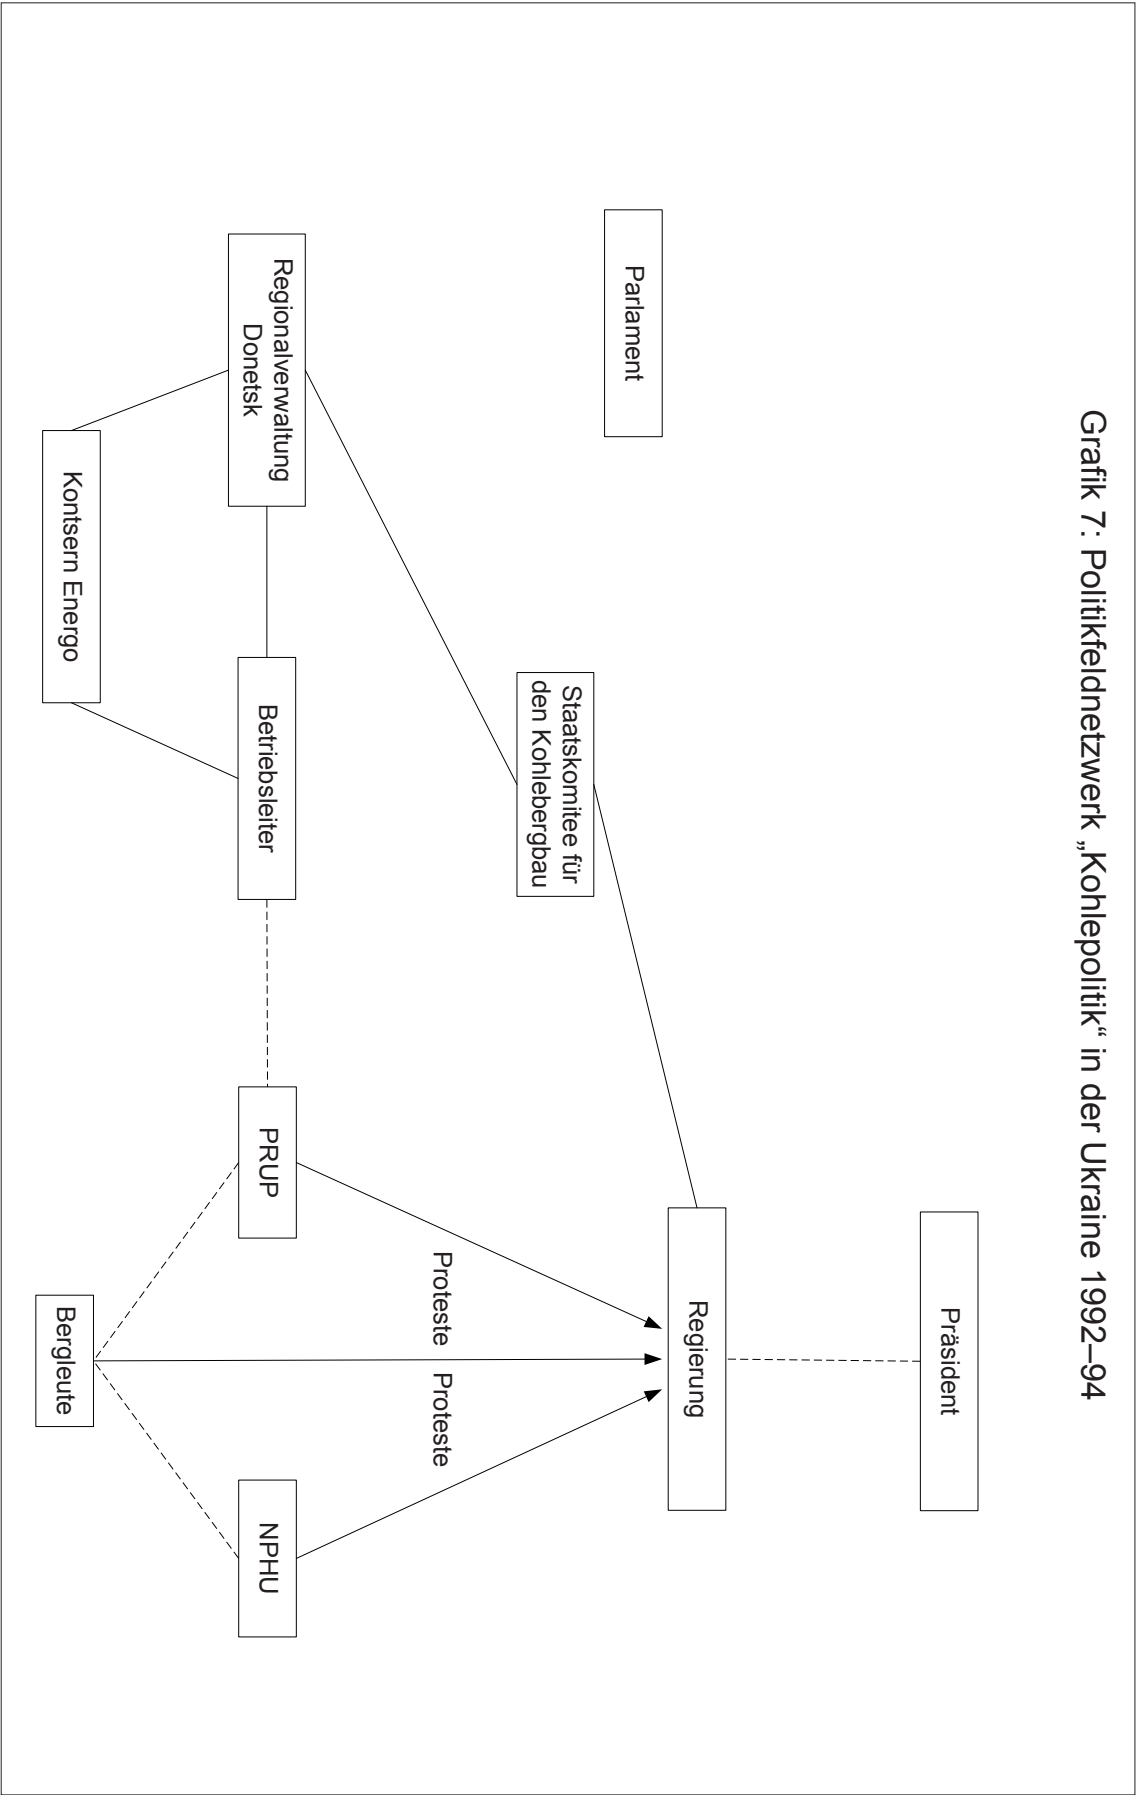 Grafik 7: Politikfeldnetzwerk „Kohlepolitik“ in der Ukraine 1992–94
Präsident
Parlament
Regierung
Staatskomitee für
den Kohlebergbau
Proteste
Proteste
Regionalverwaltung
Donetsk
Betriebsleiter
PRUP
NPHU
Kontsern Energo
Bergleute